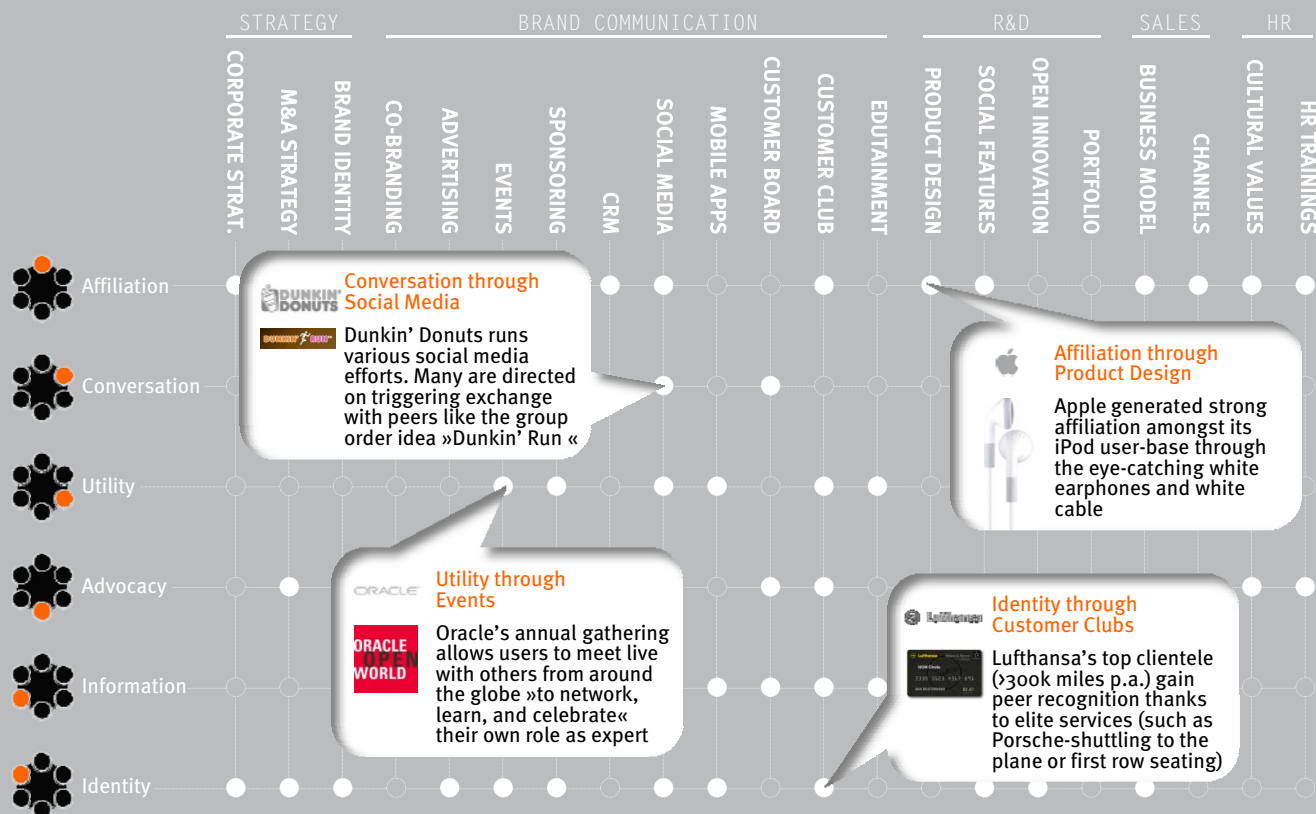 STRATEGY
BRAND COMMUNICATION
R&D
SALES
HR
CORPORATE STRAT.
M&A STRATEGY
BRAND IDENTITY
CO-BRANDING
ADVERTISING
EVENTS
SPONSORING
CRM
SOCIAL MEDIA
MOBILE APPS
CUSTOMER BOARD
CUSTOMER CLUB
EDUTAINMENT
PRODUCT DESIGN
SOCIAL FEATURES
OPEN INNOVATION
PORTFOLIO
BUSINESS MODEL
CHANNELS
CULTURAL VALUES
HR TRAININGS
Affiliation
Conversation
Utility
Advocacy
Information
Identity
DUNKIN'
DONUTS
DUNKIN' RUN
Conversation through
Social Media
Dunkin’ Donuts runs
various social media
efforts. Many are directed
on triggering exchange
with peers like the group
order idea »Dunkin’ Run «
Affiliation through
Product Design
Apple generated strong
affiliation amongst its
iPod user-base through
the eye-catching white
earphones and white
cable
ORACLE
ORACLE
OPEN
WORLD
Utility through
Events
Oracle’s annual gathering
allows users to meet live
with others from around
the globe »to network,
learn, and celebrate«
their own role as expert
Lufthansa
Identity through
Customer Clubs
Lufthansa
HON Circle
Lufthansa’s top clientele
(>300k miles p.a.) gain
peer recognition thanks
to elite services (such as
Porsche-shuttling to the
plane or first row seating)